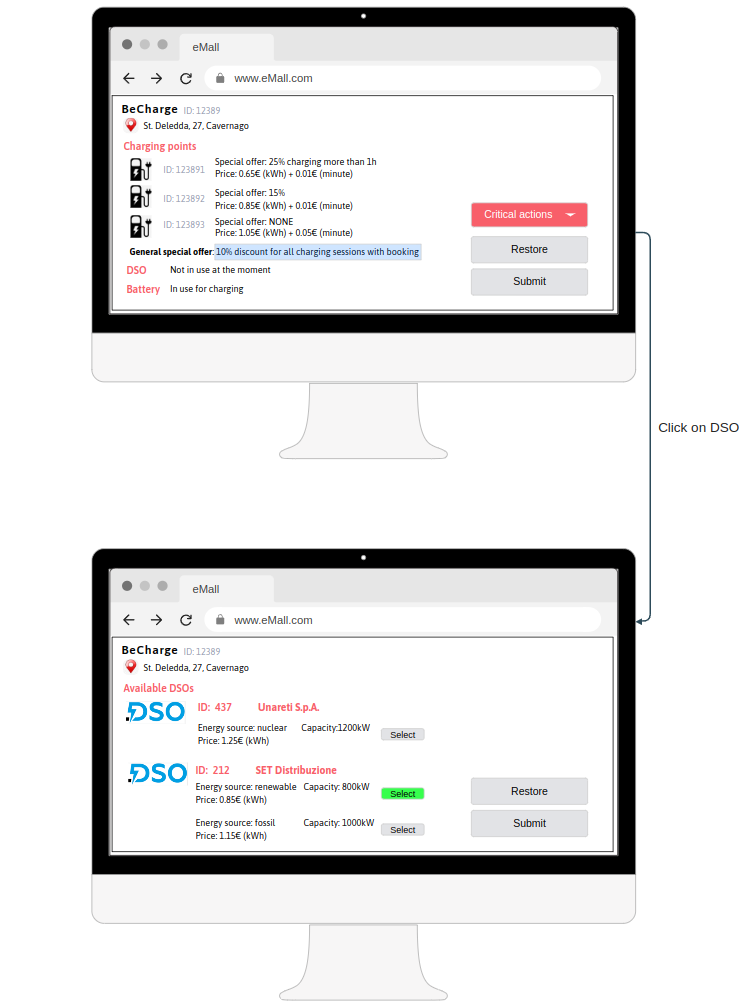 eMall
www.eMall.com
BeCharge ID: 12389
St. Deledda, 27, Cavernago
Charging points
ID: 123891 Special offer: 25% charging more than 1h
Price: 0.65€ (kWh) + 0.01€ (minute)
ID: 123892 Special offer: 15%
Price: 0.85€ (kWh) + 0.01€ (minute)
ID: 123893 Special offer: NONE
Price: 1.05€ (kWh) + 0.05€ (minute)
General special offer: 10% discount for all charging sessions with booking
DSO Not in use at the moment
Battery In use for charging
Critical actions
Restore
Submit
Click on DSO
eMall
www.eMall.com
BeCharge ID: 12389
St. Deledda, 27, Cavernago
Available DSOs
DSO ID: 437 Unareti S.p.A.
Energy source: nuclear Capacity:1200kW
Price: 1.25€ (kWh)
Select
DSO ID: 212 SET Distribuzione
Energy source: renewable Capacity: 800kW
Price: 0.85€ (kWh)
Select
Energy source: fossil Capacity: 1000kW
Price: 1.15€ (kWh)
Select
Restore
Submit